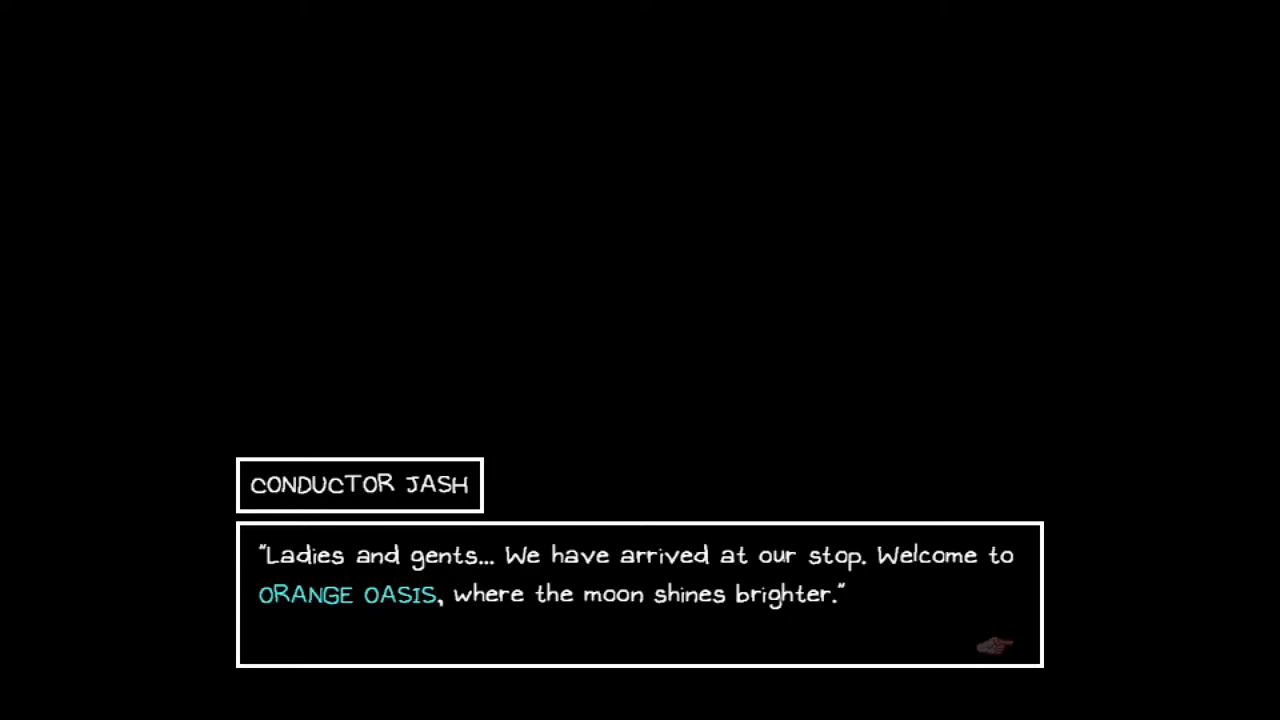 CONDUCTOR JASH
"Ladies and gents... We have arrived at our stop. Welcome to
ORANGE OASIS, where the moon shines brighter."